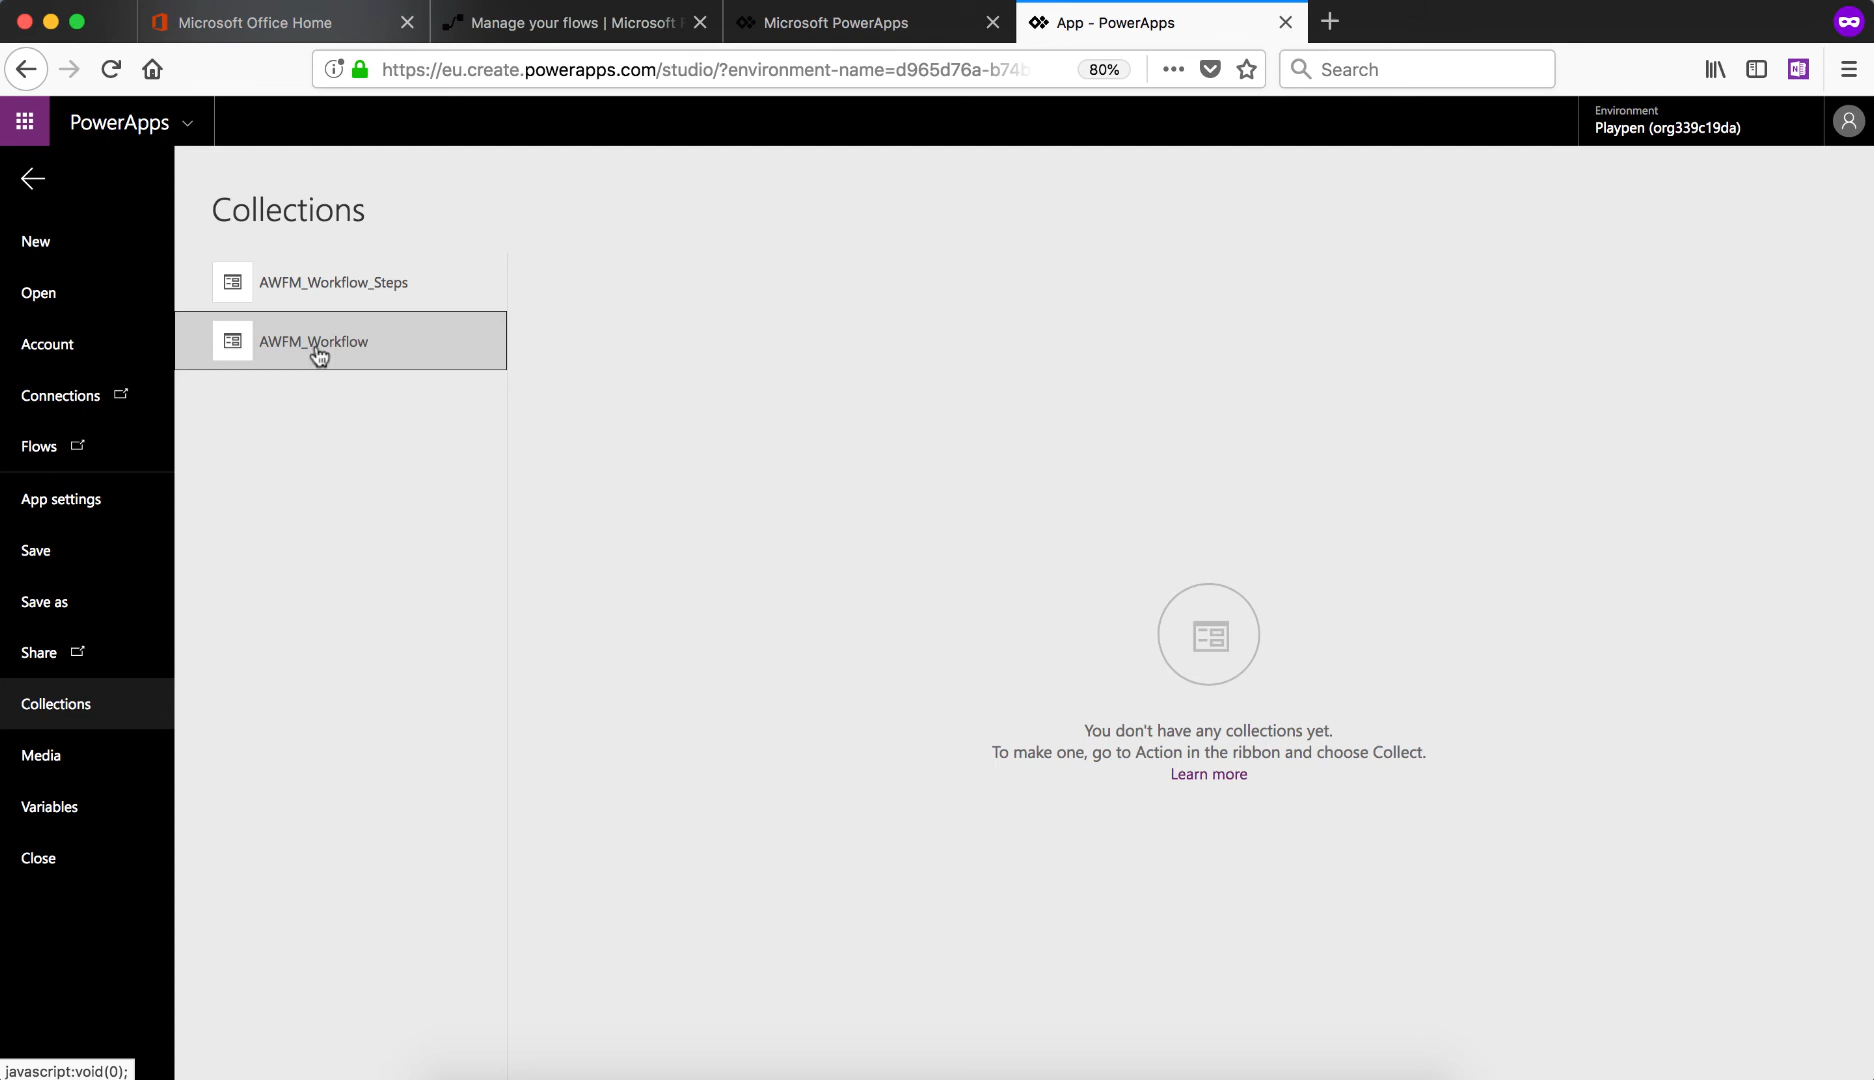 Microsoft Office Home
Manage your flows | Microsoft
Microsoft PowerApps
App - PowerApps
https://eu.create.powerapps.com/studio/?environment-name=d965d76a-b74b
80%
Search
PowerApps
Environment
Playpen (org339c19da)
Collections
New
Open
Account
Connections
Flows
App settings
Save
Save as
Share
Collections
Media
Variables
Close
AWFM_Workflow_Steps
AWFM_Workflow
You don't have any collections yet.
To make one, go to Action in the ribbon and choose Collect.
Learn more
javascript:void(0);